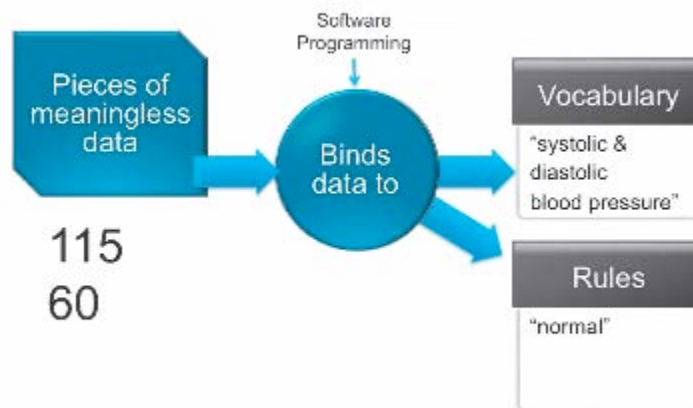 Software
Programming
Pieces of
meaningless
data
Binds
data to
Vocabulary
"systolic &
diastolic
blood pressure"
115
60
Rules
"normal"